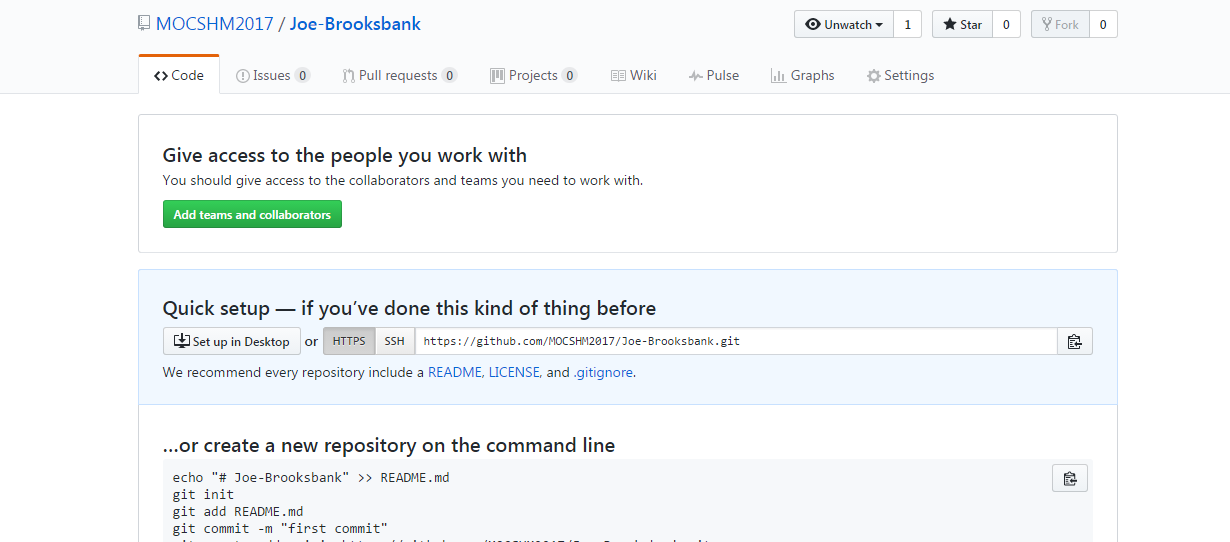 MOCSHM2017 / Joe-Brooksbank
Unwatch 1 Star 0 Fork 0
Code Issues 0 Pull requests 0 Projects 0 Wiki Pulse Graphs Settings
Give access to the people you work with
You should give access to the collaborators and teams you need to work with.
Add teams and collaborators
Quick setup — if you’ve done this kind of thing before
Set up in Desktop or HTTPS SSH https://github.com/MOCSHM2017/Joe-Brooksbank.git
We recommend every repository include a README, LICENSE, and .gitignore.
…or create a new repository on the command line
echo "# Joe-Brooksbank" >> README.md
git init
git add README.md
git commit -m "first commit"